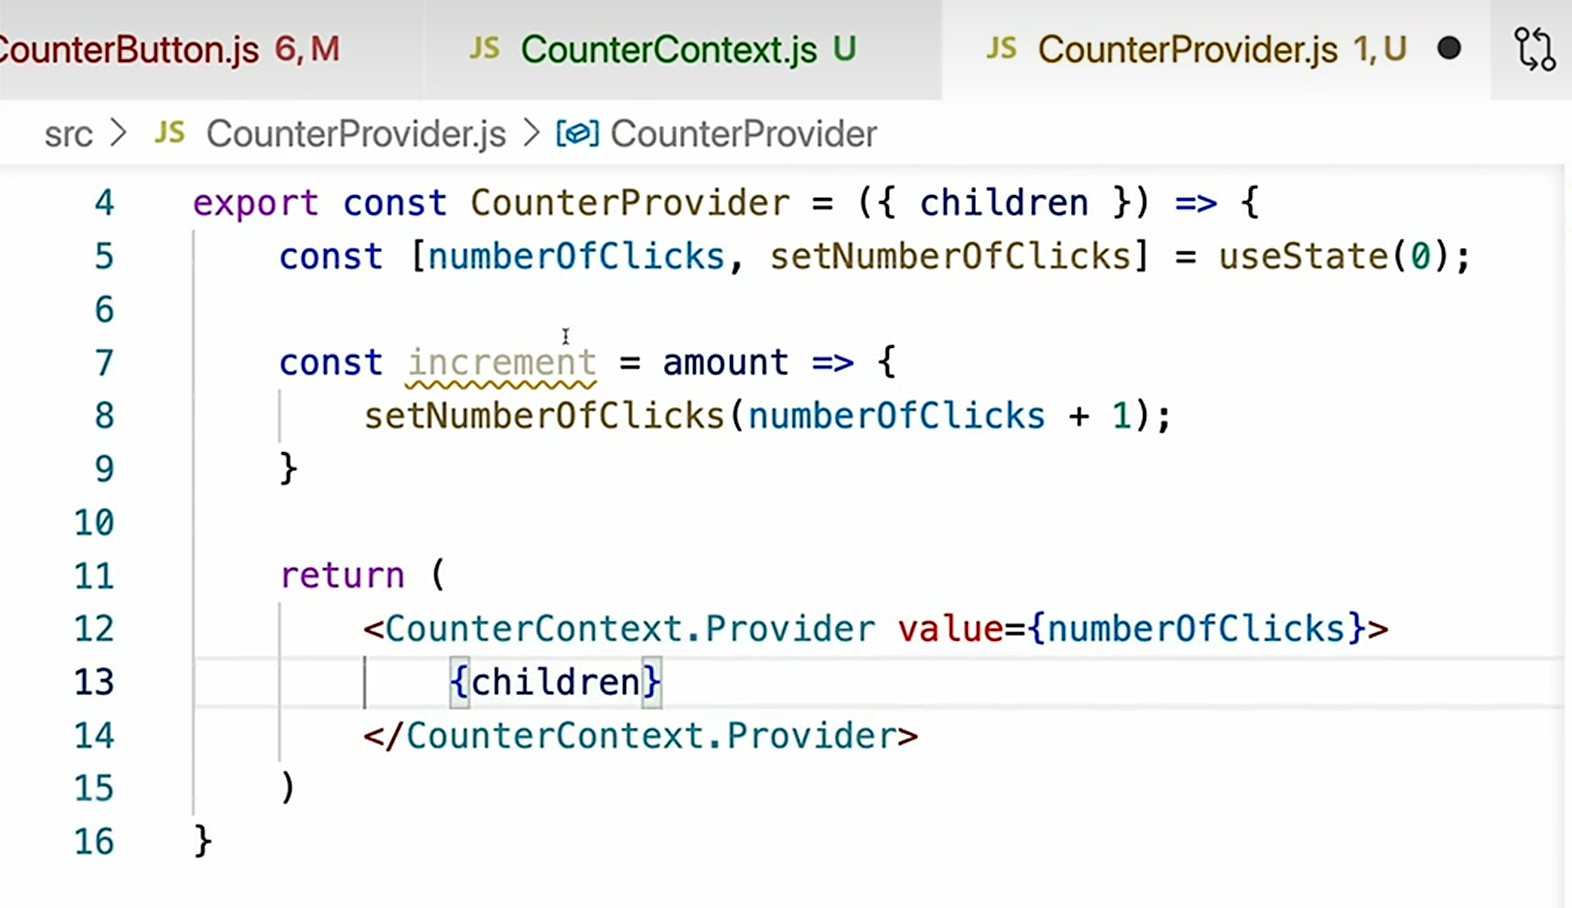 CounterButton.js 6, M JS CounterContext.js U JS CounterProvider.js 1, U
src > JS CounterProvider.js > CounterProvider
4 export const CounterProvider = ({ children }) => {
5 const [numberOfClicks, setNumberOfClicks] = useState(0);
6
7 const increment = amount => {
8 setNumberOfClicks(numberOfClicks + 1);
9 }
10
11 return (
12 <CounterContext.Provider value={numberOfClicks}>
13 {children}
14 </CounterContext.Provider>
15 )
16 }